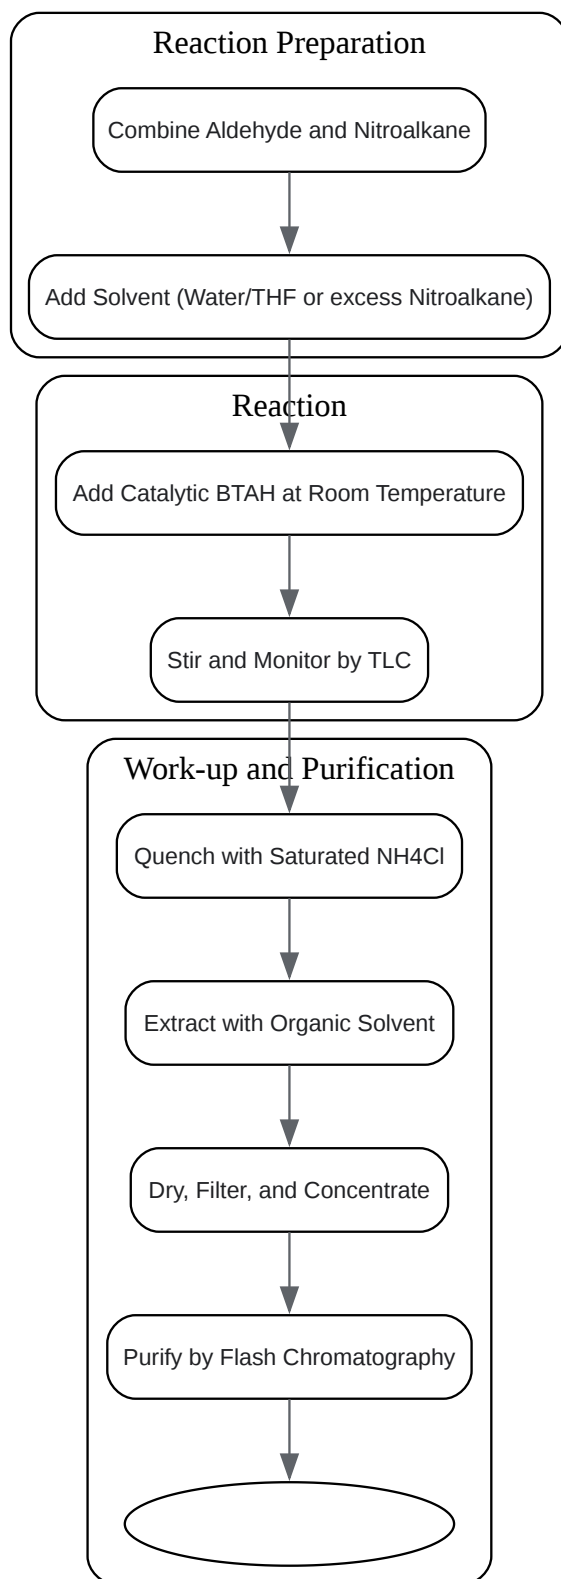 Reaction Preparation
Combine Aldehyde and Nitroalkane
Add Solvent (Water/THF or excess Nitroalkane)
Reaction
Add Catalytic BTAH at Room Temperature
Stir and Monitor by TLC
Work-up and Purification
Quench with Saturated NH4Cl
Extract with Organic Solvent
Dry, Filter, and Concentrate
Purify by Flash Chromatography